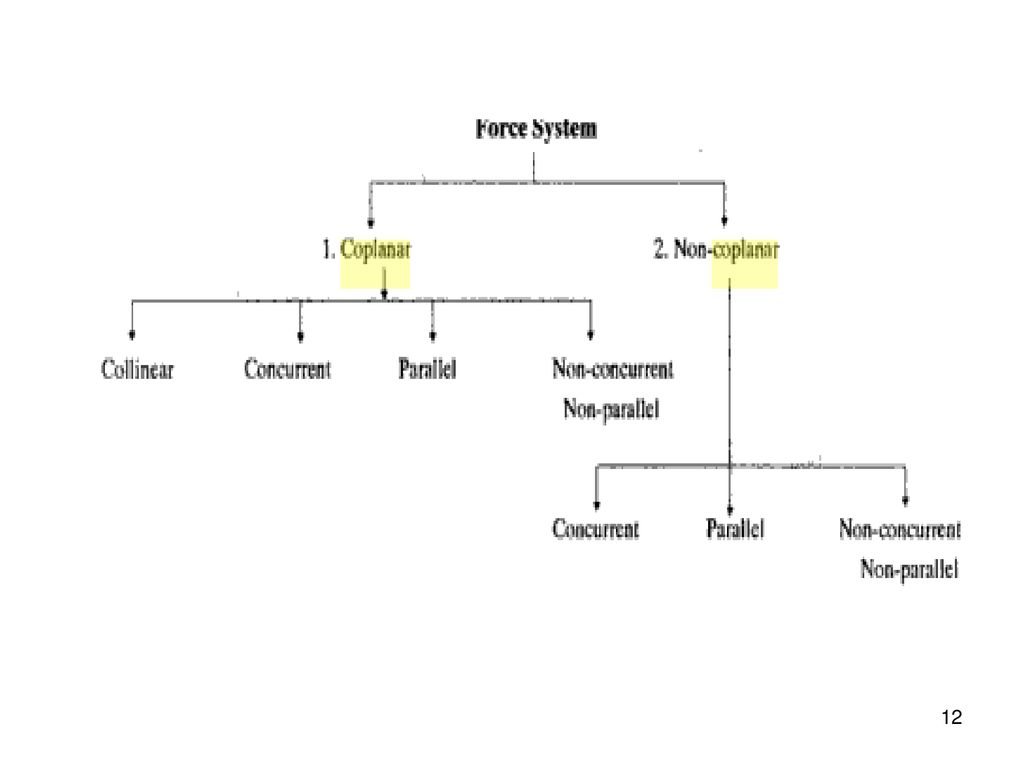 Force System
1. Coplanar
2. Non-coplanar
Collinear
Concurrent
Parallel
Non-concurrent
Non-parallel
Concurrent
Parallel
Non-concurrent
Non-parallel
12